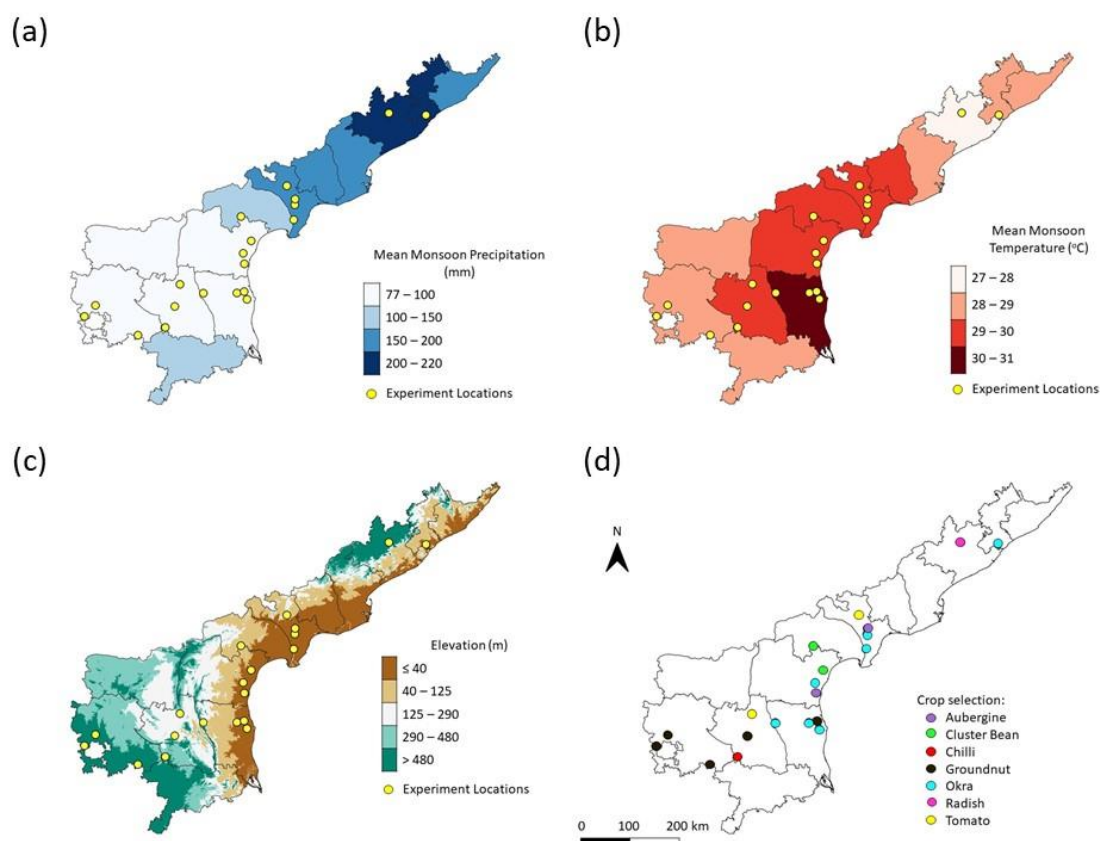 (a)
Mean Monsoon Precipitation
(mm)
77 – 100
100 – 150
150 – 200
200 – 220
Experiment Locations
(b)
Mean Monsoon
Temperature (°C)
27 – 28
28 – 29
29 – 30
30 – 31
Experiment Locations
(c)
Elevation (m)
≤ 40
40 – 125
125 – 290
290 – 480
> 480
Experiment Locations
(d)
N
Crop selection:
Aubergine
Cluster Bean
Chilli
Groundnut
Okra
Radish
Tomato
0 100 200 km